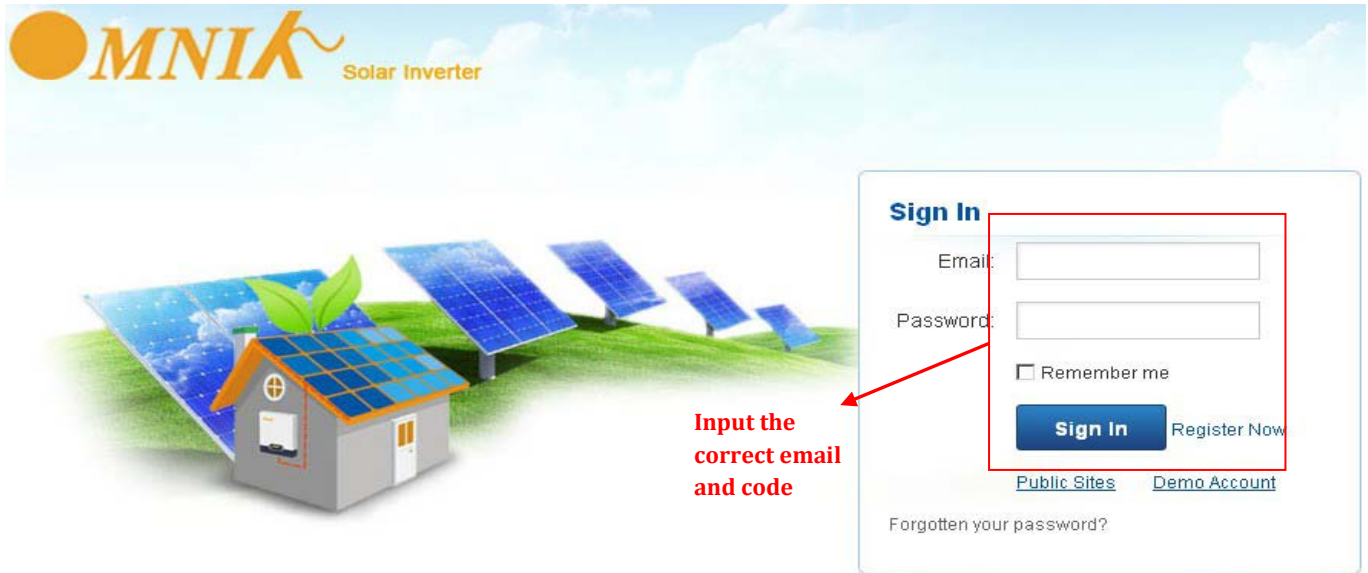 OMNIK Solar Inverter
Sign In
Email:
Password:
Remember me
Sign In Register Now
Public Sites Demo Account
Forgotten your password?
Input the
correct email
and code